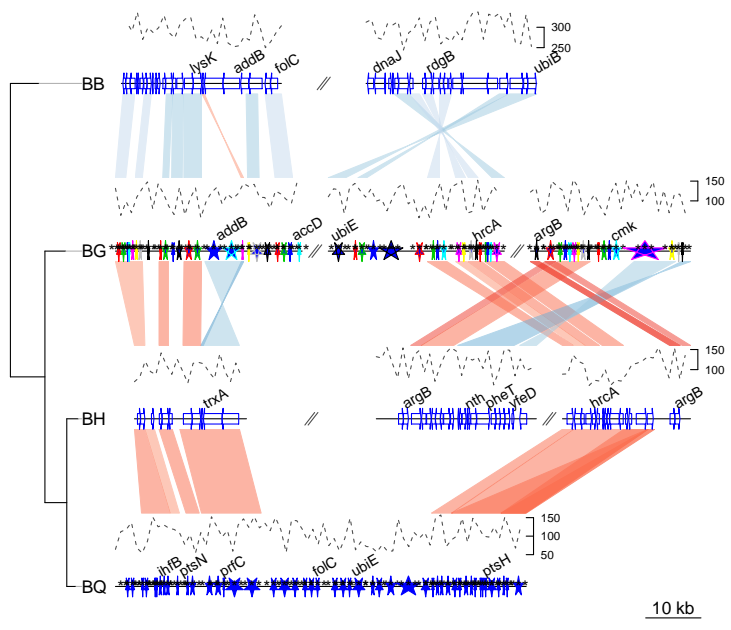 300
250
lysK addB folC dnaJ rdgB ubiB
BB
150
100
addB accD ubiE hrcA argB cmk
BG
150
100
trxA argB nth pheT yfeD hrcA argB
BH
150
100
50
ihfB ptsN prfC folC ubiE ptsH
BQ
10 kb